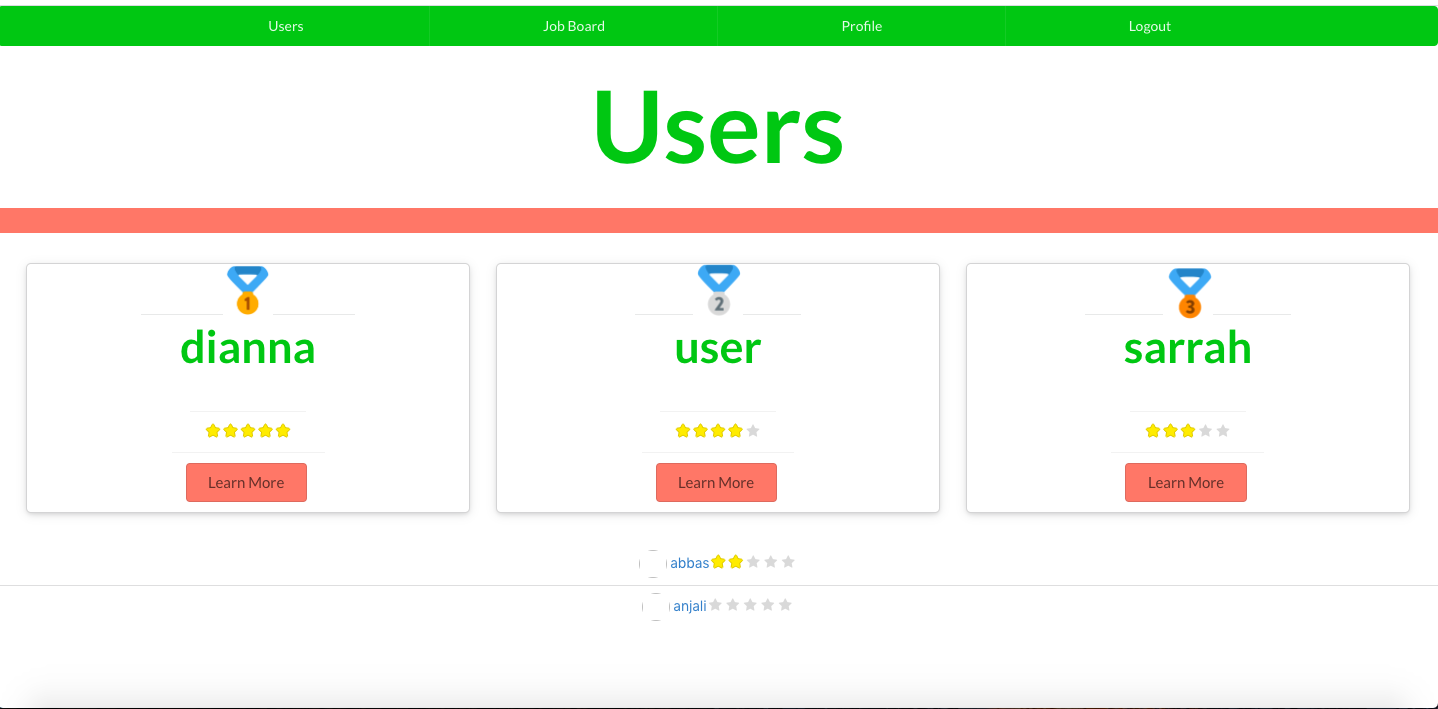 Users Job Board Profile Logout
Users
1 2 3
dianna user sarrah
Learn More Learn More Learn More
abbas
anjali